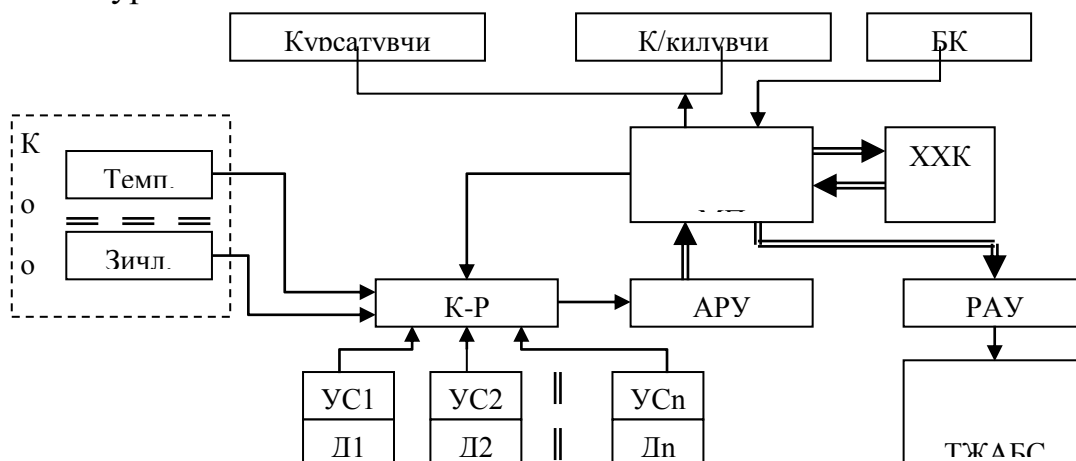 Курсатувчи
К/килувчи
БК
К
о
о
Темп.
Зичл.
ХХК
К-Р
АРУ
РАУ
УС1
УС2
УСn
Д1
Д2
Дn
ТЖАБС